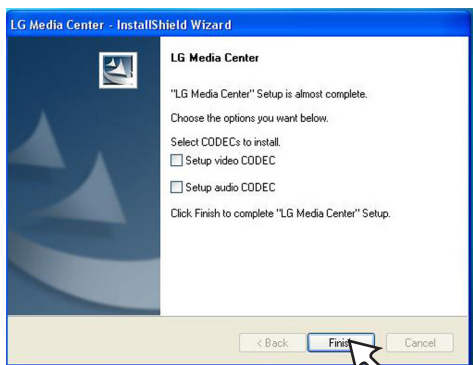 LG Media Center - InstallShield Wizard
LG Media Center
"LG Media Center" Setup is almost complete.
Choose the options you want below.
Select CODECs to install.
Setup video CODEC
Setup audio CODEC
Click Finish to complete "LG Media Center" Setup.
< Back Finis Cancel